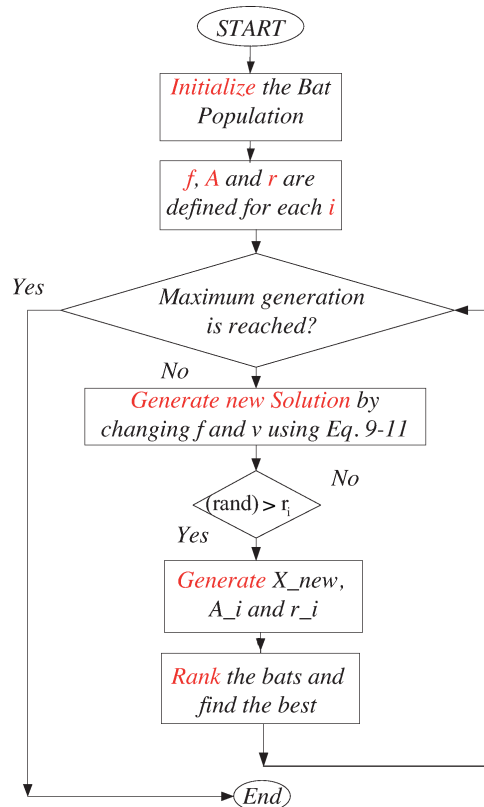 START
Initialize the Bat
Population
f, A and r are
defined for each i
Yes
Maximum generation
is reached?
No
Generate new Solution by
changing f and v using Eq. 9-11
No
(rand) > r_i
Yes
Generate X_new,
A_i and r_i
Rank the bats and
find the best
End